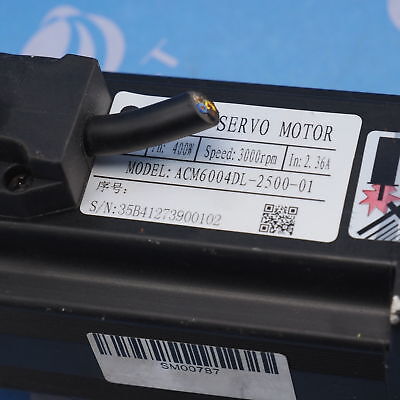 SERVO MOTOR
400W Speed: 3000rpm In: 2.36A
MODEL: ACM6004DL-2500-01
序号:
S/N:35B41273900102
SM00787